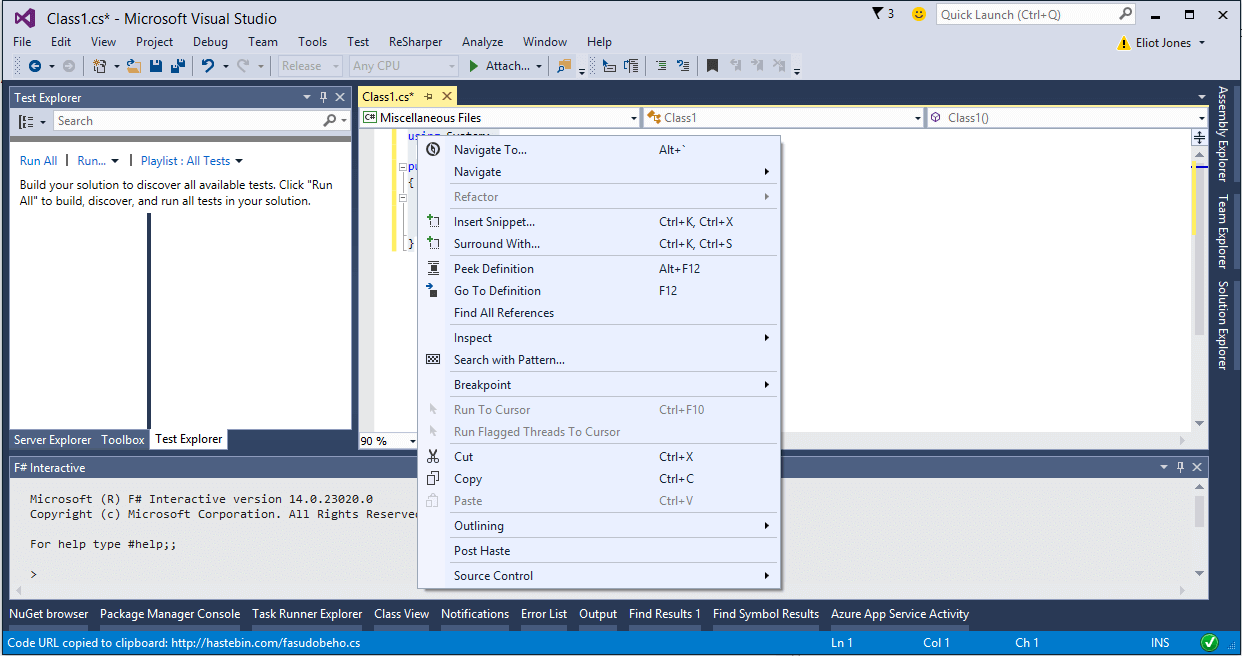 Class1.cs* - Microsoft Visual Studio
3
Quick Launch (Ctrl+Q)
File Edit View Project Debug Team Tools Test ReSharper Analyze Window Help
Eliot Jones
Release Any CPU Attach...
Test Explorer
Search
Run All | Run... | Playlist : All Tests
Build your solution to discover all available tests. Click "Run
All" to build, discover, and run all tests in your solution.
Server Explorer Toolbox Test Explorer
Class1.cs*
C# Miscellaneous Files Class1 Class1()
using System;
pu
{
}
90 %
Navigate To... Alt+`
Navigate
Refactor
Insert Snippet... Ctrl+K, Ctrl+X
Surround With... Ctrl+K, Ctrl+S
Peek Definition Alt+F12
Go To Definition F12
Find All References
Inspect
Search with Pattern...
Breakpoint
Run To Cursor Ctrl+F10
Run Flagged Threads To Cursor
Cut Ctrl+X
Copy Ctrl+C
Paste Ctrl+V
Outlining
Post Haste
Source Control
Assembly Explorer
Team Explorer
Solution Explorer
F# Interactive
Microsoft (R) F# Interactive version 14.0.23020.0
Copyright (c) Microsoft Corporation. All Rights Reserve
For help type #help;;
>
NuGet browser Package Manager Console Task Runner Explorer Class View Notifications Error List Output Find Results 1 Find Symbol Results Azure App Service Activity
Code URL copied to clipboard: http://hastebin.com/fasudobeho.cs Ln 1 Col 1 Ch 1 INS